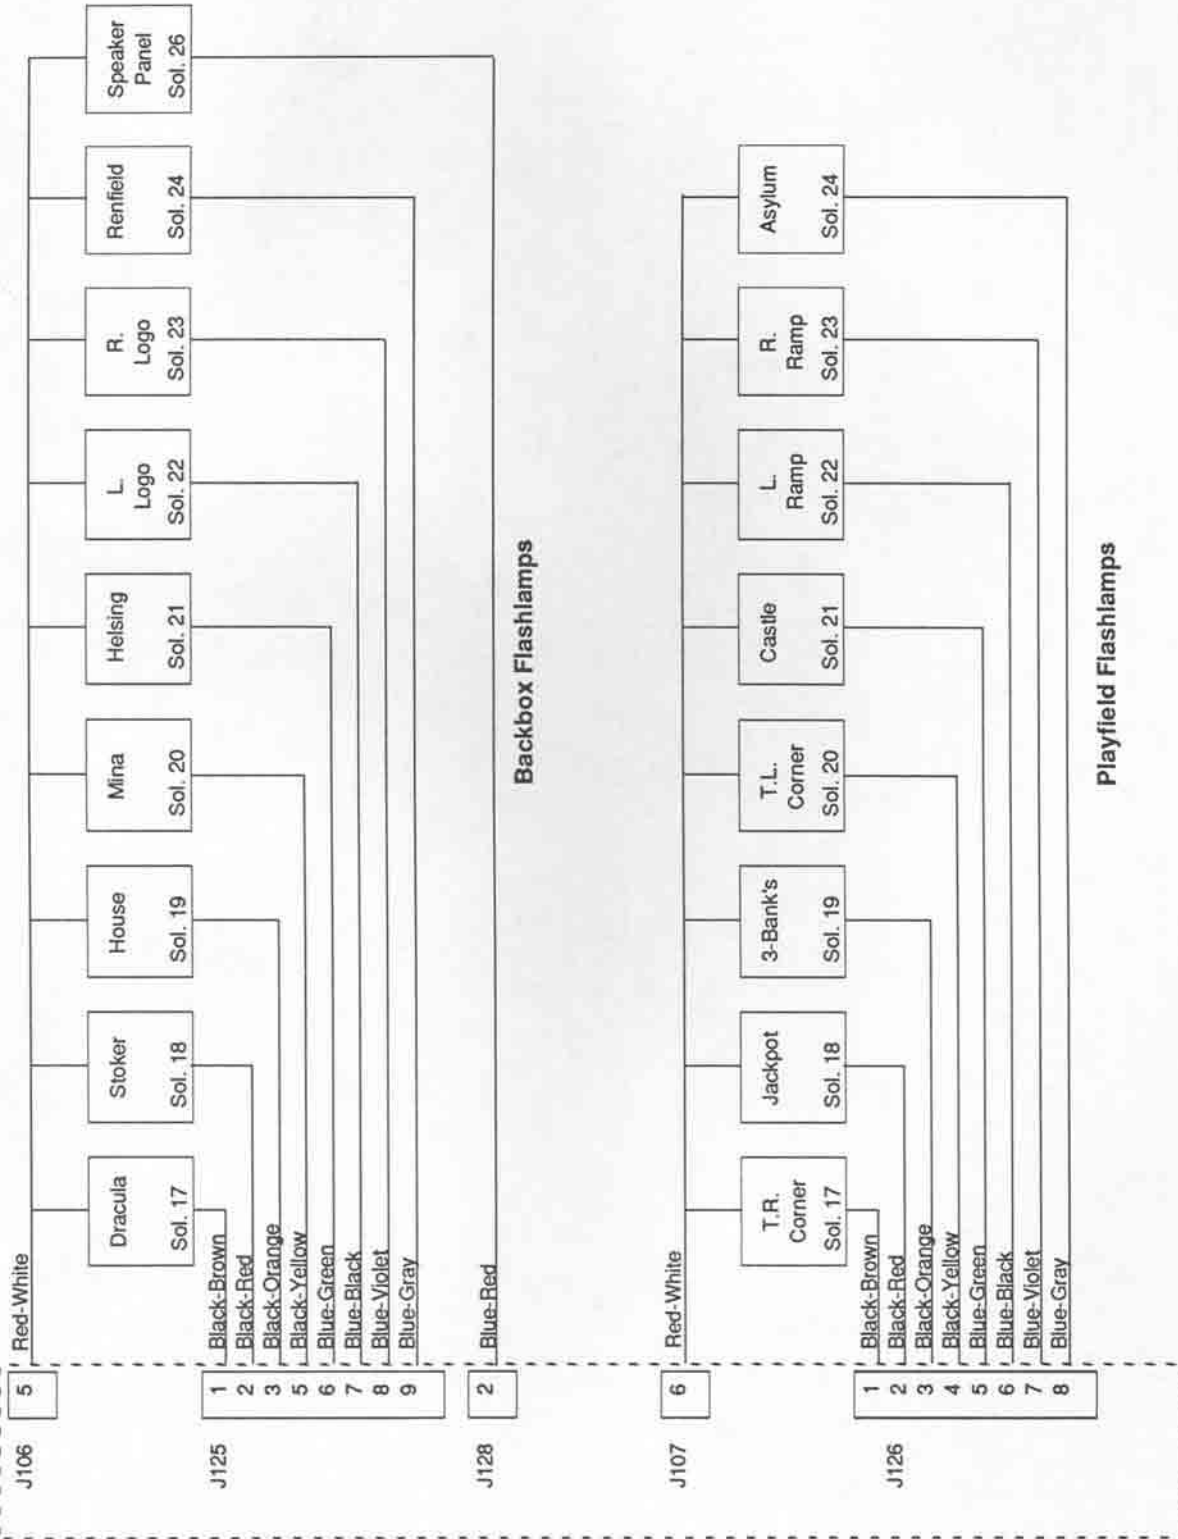 J106
5
Red-White
Dracula
Sol. 17
Stoker
Sol. 18
House
Sol. 19
Mina
Sol. 20
Helsing
Sol. 21
L.
Logo
Sol. 22
R.
Logo
Sol. 23
Renfield
Sol. 24
Speaker
Panel
Sol. 26
J125
1 Black-Brown
2 Black-Red
3 Black-Orange
5 Black-Yellow
6 Blue-Green
7 Blue-Black
8 Blue-Violet
9 Blue-Gray
J128
2
Blue-Red
Backbox Flashlamps
J107
6
Red-White
T.R.
Corner
Sol. 17
Jackpot
Sol. 18
3-Bank's
Sol. 19
T.L.
Corner
Sol. 20
Castle
Sol. 21
L.
Ramp
Sol. 22
R.
Ramp
Sol. 23
Asylum
Sol. 24
J126
1 Black-Brown
2 Black-Red
3 Black-Orange
4 Black-Yellow
5 Blue-Green
6 Blue-Black
7 Blue-Violet
8 Blue-Gray
Playfield Flashlamps